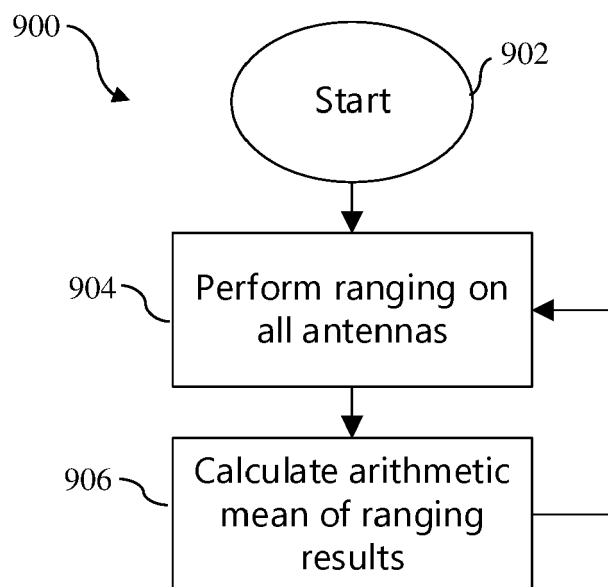 900
902
Start
904
Perform ranging on
all antennas
906
Calculate arithmetic
mean of ranging
results